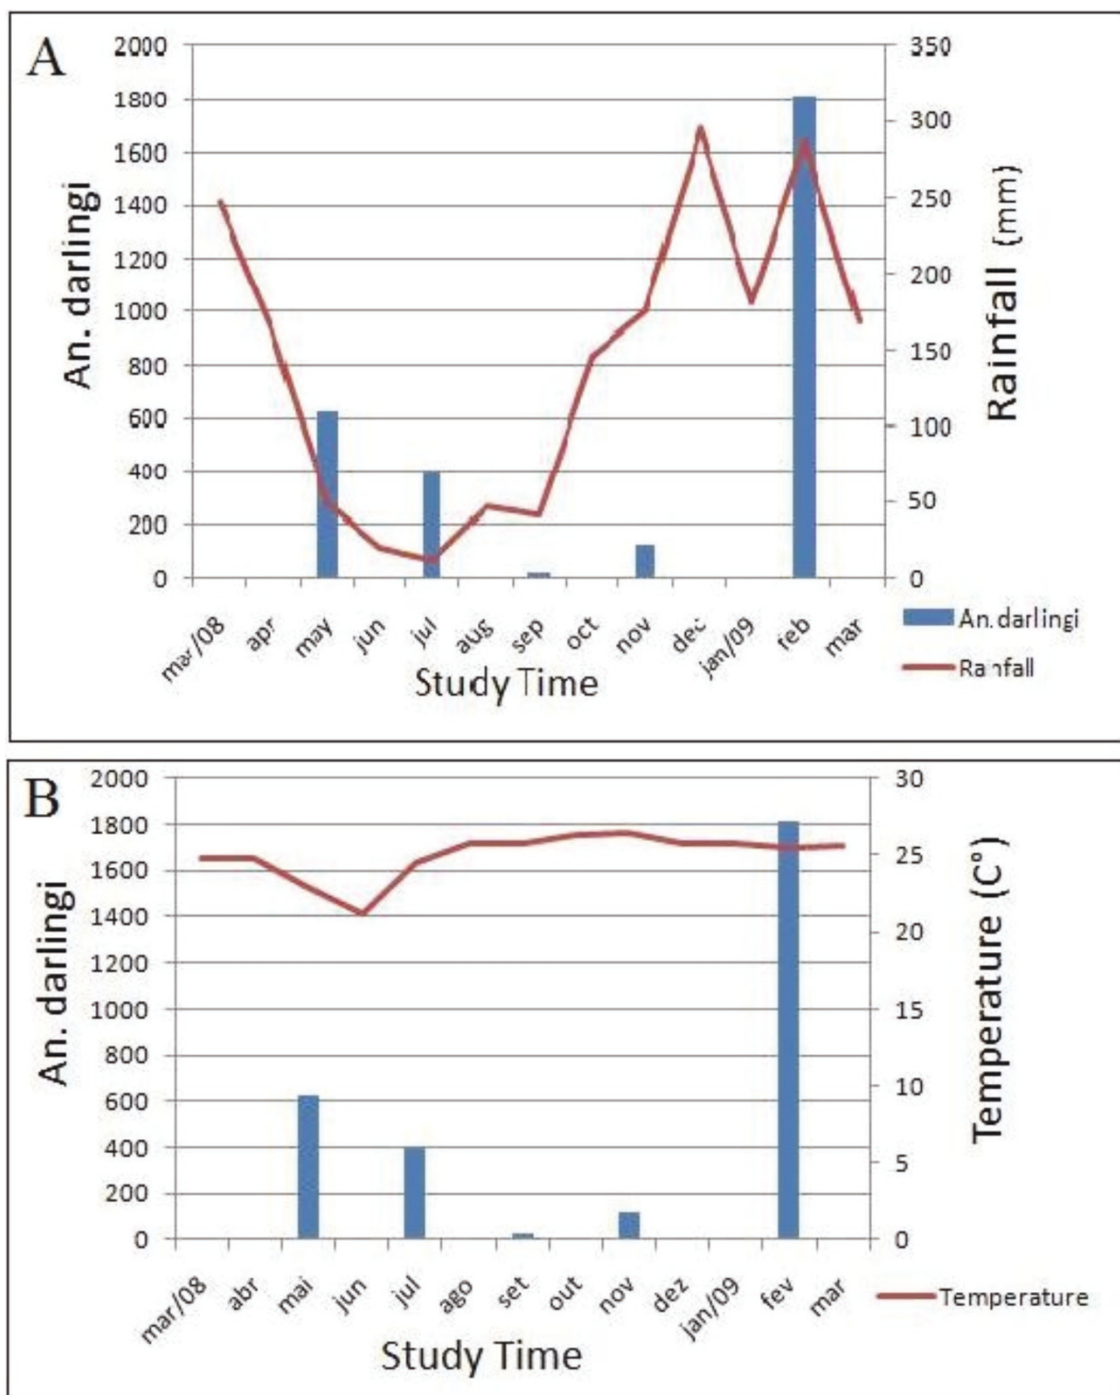 A
2000
1800
1600
1400
1200
1000
800
600
400
200
0
An. darlingi
350
300
250
200
150
100
50
0
Rainfall (mm)
mar/08
apr
may
jun
jul
aug
sep
oct
nov
dec
jan/09
feb
mar
Study Time
An. darlingi
Rainfall
B
2000
1800
1600
1400
1200
1000
800
600
400
200
0
An. darlingi
30
25
20
15
10
5
0
Temperature (C°)
mar/08
abr
mai
jun
jul
ago
set
out
nov
dez
jan/09
fev
mar
Study Time
Temperature